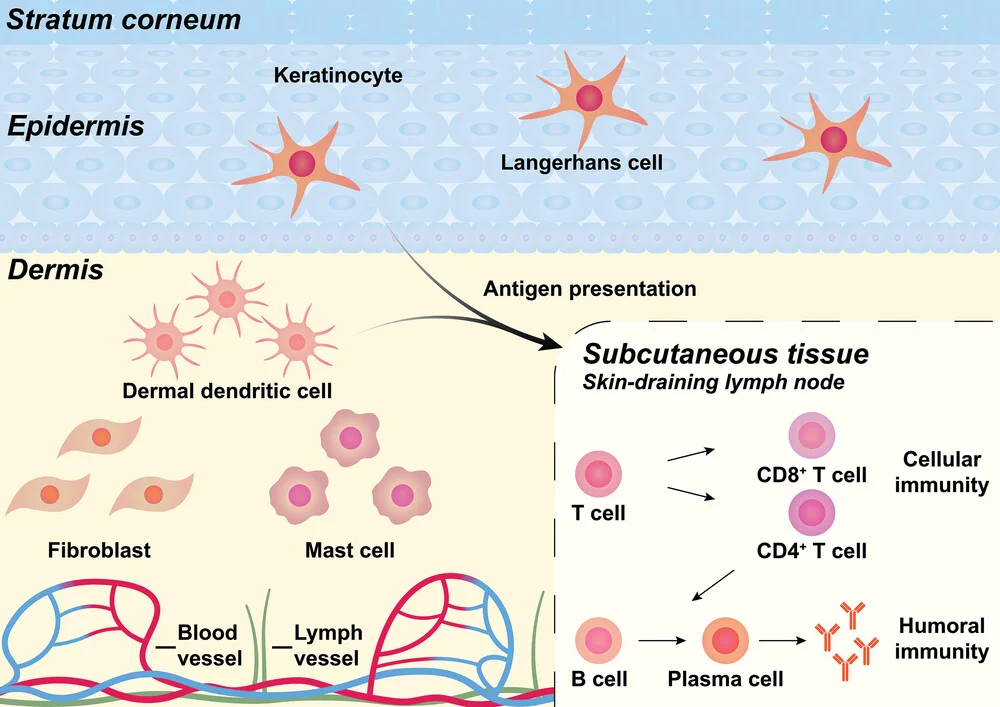 Stratum corneum
Keratinocyte
Epidermis
Langerhans cell
Dermis
Antigen presentation
Dermal dendritic cell
Subcutaneous tissue
Skin-draining lymph node
T cell
CD8⁺ T cell
CD4⁺ T cell
Cellular
immunity
Fibroblast
Mast cell
Blood
vessel
Lymph
vessel
B cell
Plasma cell
Humoral
immunity